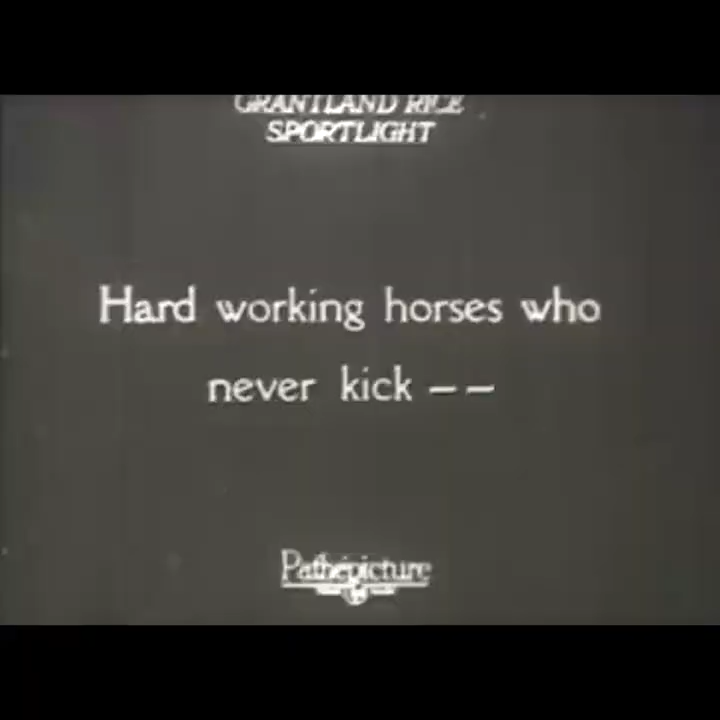 GRANTLAND RICE
SPORTLIGHT
Hard working horses who
never kick --
Pathépicture